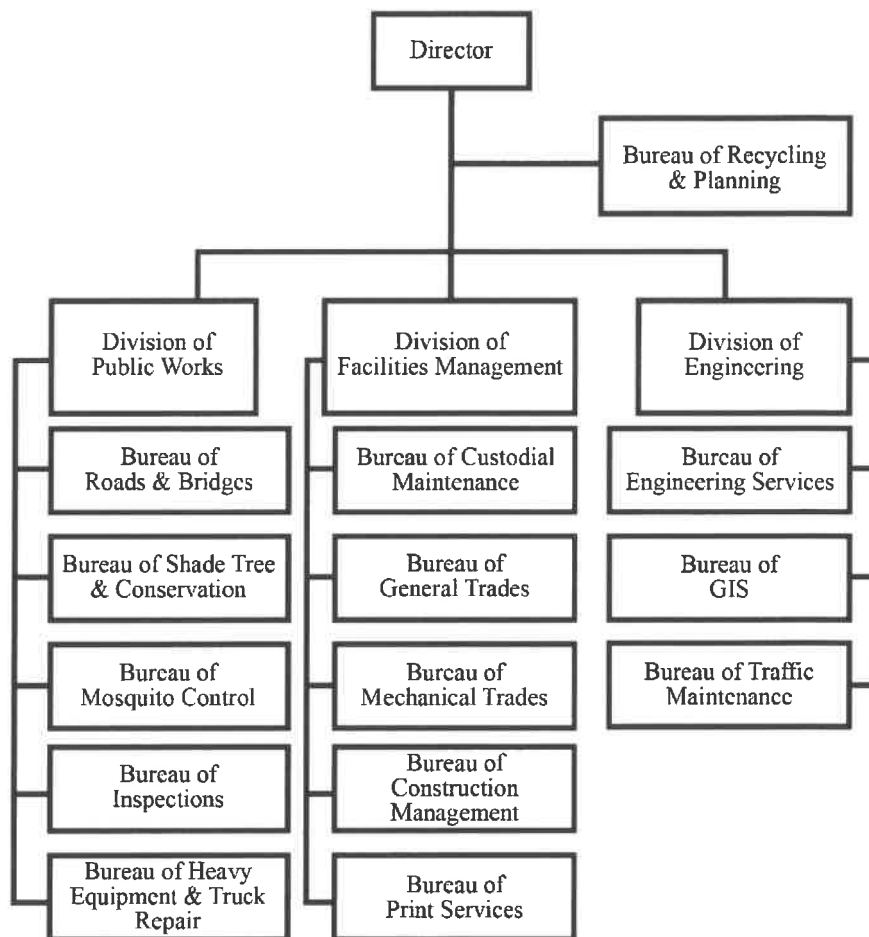 Director
Bureau of Recycling
& Planning
Division of
Public Works
Division of
Facilities Management
Division of
Engineering
Bureau of
Roads & Bridges
Bureau of Custodial
Maintenance
Bureau of
Engineering Services
Bureau of Shade Tree
& Conservation
Bureau of
General Trades
Bureau of
GIS
Bureau of
Mosquito Control
Bureau of
Mechanical Trades
Bureau of Traffic
Maintenance
Bureau of
Inspections
Bureau of
Construction
Management
Bureau of Heavy
Equipment & Truck
Repair
Bureau of
Print Services